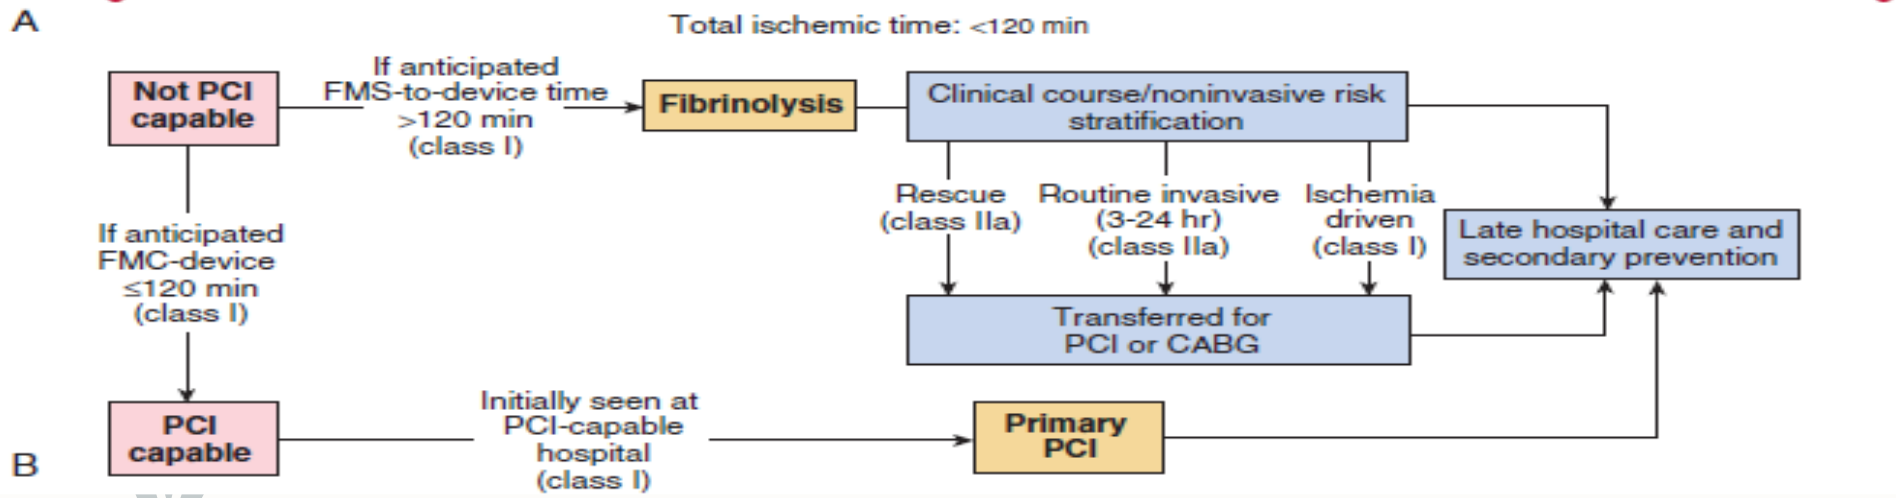 A
Total ischemic time: <120 min
Not PCI
capable
If anticipated
FMS-to-device time
>120 min
(class I)
Fibrinolysis
Clinical course/noninvasive risk
stratification
Rescue
(class IIa)
Routine invasive
(3-24 hr)
(class IIa)
Ischemia
driven
(class I)
Late hospital care and
secondary prevention
If anticipated
FMC-device
≤120 min
(class I)
Transferred for
PCI or CABG
PCI
capable
Initially seen at
PCI-capable
hospital
(class I)
Primary
PCI
B